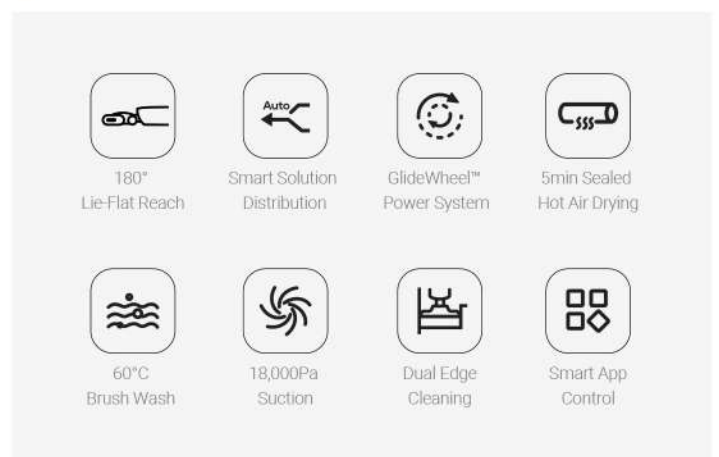 Auto
180°
Lie-Flat Reach
Smart Solution
Distribution
GlideWheel™
Power System
5min Sealed
Hot Air Drying
60°C
Brush Wash
18,000Pa
Suction
Dual Edge
Cleaning
Smart App
Control